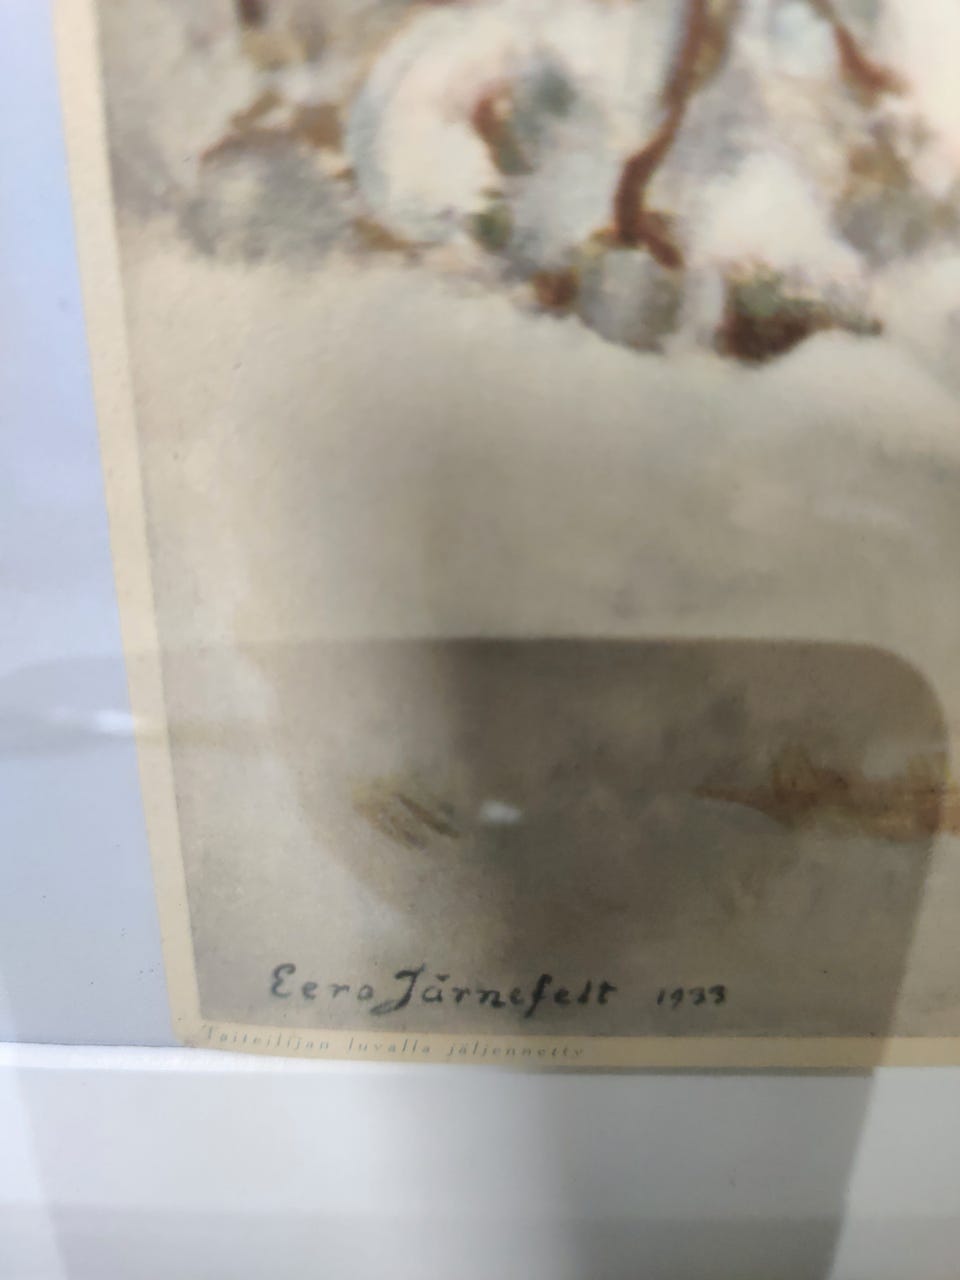 Eero Järnefelt 1933
Taiteilijan luvalla jäljennetty